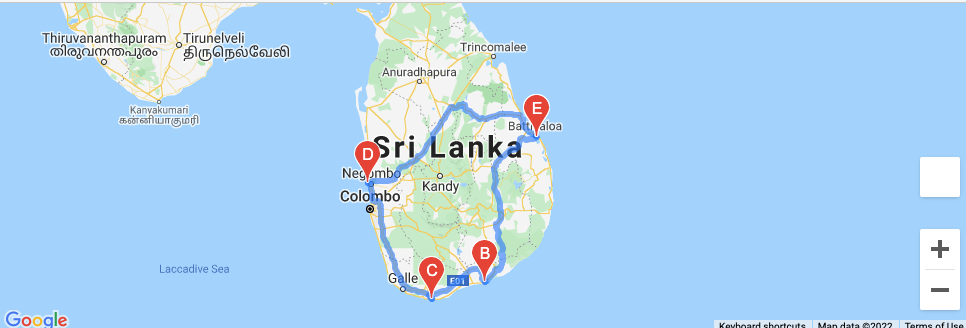 Thiruvananthapuram
திருவனந்தபுரம்
Tirunelveli
திருநெல்வேலி
Kanyakumari
கன்னியாகுமரி
Trincomalee
Anuradhapura
E
Batticaloa
Sri Lanka
D
Negombo
Kandy
Colombo
Laccadive Sea
B
C
Galle
E01
+
−
Google
Keyboard shortcuts
Map data ©2022
Terms of Use